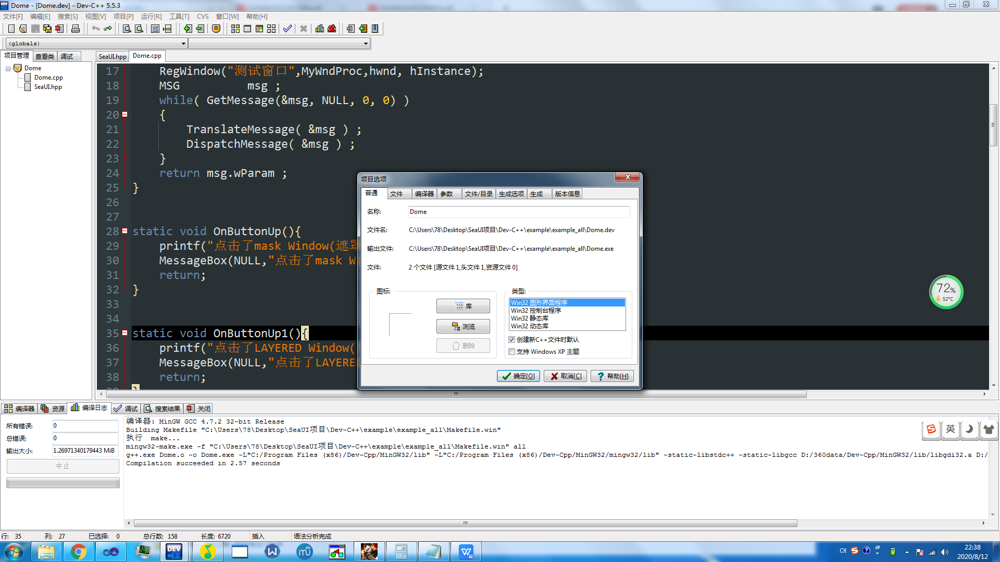 Dome - [Dome.dev] - Dev-C++ 5.5.3
文件[F] 编辑[E] 搜索[S] 视图[V] 项目[P] 运行[R] 工具[T] CVS 窗口[W] 帮助[H]
(globals)
项目管理 查看类 调试
SeaUI.hpp Dome.cpp
Dome
Dome.cpp
SeaUI.hpp
17 RegWindow("测试窗口",MyWndProc,hwnd, hInstance);
18 MSG msg ;
19 while( GetMessage(&msg, NULL, 0, 0) )
20 {
21 TranslateMessage( &msg ) ;
22 DispatchMessage( &msg ) ;
23 }
24 return msg.wParam ;
25 }
26
27
28 static void OnButtonUp(){
29 printf("点击了mask Window(遮罩
30 MessageBox(NULL,"点击了mask W
31 return;
32 }
33
34
35 static void OnButtonUp1(){
36 printf("点击了LAYERED Window(
37 MessageBox(NULL,"点击了LAYERE
38 return;
39 }
项目选项
普通 文件 编译器 参数 文件/目录 生成选项 生成 版本信息
名称: Dome
文件名: C:\Users\78\Desktop\SeaUI项目\Dev-C++\example\example_all\Dome.dev
输出文件: C:\Users\78\Desktop\SeaUI项目\Dev-C++\example\example_all\Dome.exe
文件: 2 个文件 [源文件 1,头文件 1,资源文件 0]
图标:
库
浏览
删除
类型:
Win32 图形界面程序
Win32 控制台程序
Win32 静态库
Win32 动态库
创建新C++文件时默认
支持 Windows XP 主题
确定[O] 取消[C] 帮助[H]
72%
52°C
编译器 资源 编译日志 调试 搜索结果 关闭
所有错误: 0
总错误: 0
输出大小: 1.26971340179443 MiB
中止
编译器: MinGW GCC 4.7.2 32-bit Release
Building Makefile "C:\Users\78\Desktop\SeaUI项目\Dev-C++\example\example_all\Makefile.win"
执行 make...
mingw32-make.exe -f "C:\Users\78\Desktop\SeaUI项目\Dev-C++\example\example_all\Makefile.win" all
g++.exe Dome.o -o Dome.exe -L"C:/Program Files (x86)/Dev-Cpp/MinGW32/lib" -L"C:/Program Files (x86)/Dev-Cpp/MinGW32/mingw32/lib" -static-libstdc++ -static-libgcc D:/360data/Dev-Cpp/MinGW32/lib/libgdi32.a D:/
Compilation succeeded in 2.57 seconds
英
行: 35 列: 27 已选择: 0 总行数: 158 长度: 6720 插入 语法分析完成
DEV C++
CH
22:38
2020/8/12